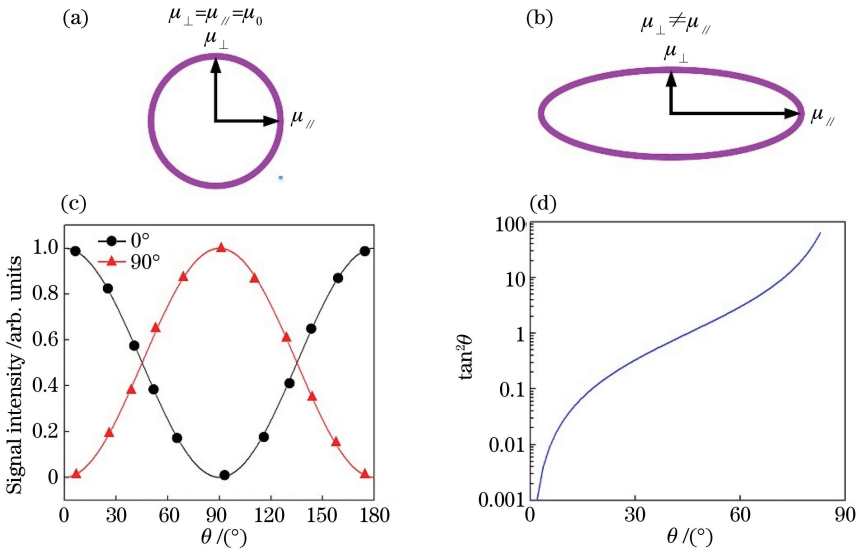 (a)
μ⊥=μ∥=μ0
μ⊥
μ∥
(b)
μ⊥≠μ∥
μ⊥
μ∥
(c)
Signal intensity /arb. units
1.0
0.8
0.6
0.4
0.2
0
0°
90°
0 30 60 90 120 150 180
θ /(°)
(d)
tan²θ
100
10
1
0.1
0.01
0.001
0 30 60 90
θ /(°)